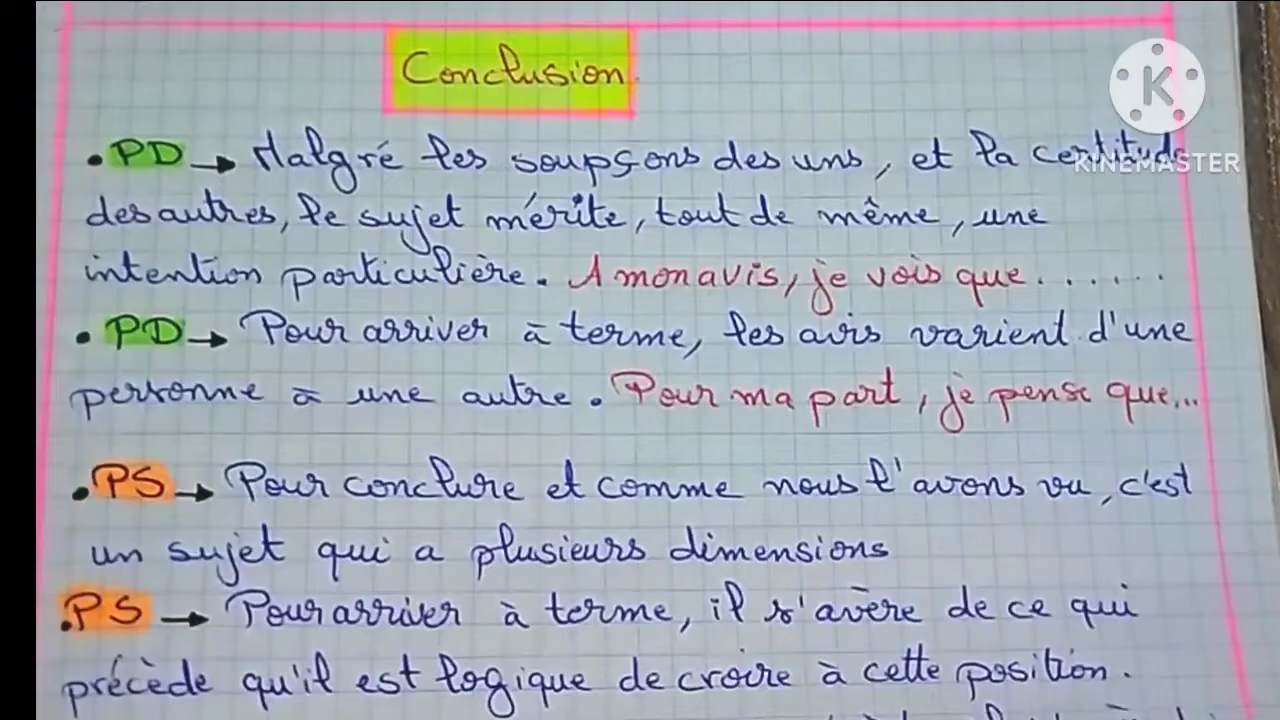 Conclusion
K
KINEMASTER
• PD → Malgré les soupçons des uns, et la certitude
des autres, le sujet mérite, tout de même, une
intention particulière. A mon avis, je vois que.......
• PD → Pour arriver à terme, les avis varient d'une
personne à une autre. Pour ma part, je pense que...
• PS → Pour conclure et comme nous l'avons vu, c'est
un sujet qui a plusieurs dimensions
• PS → Pour arriver à terme, il s'avère de ce qui
précède qu'il est logique de croire à cette position.